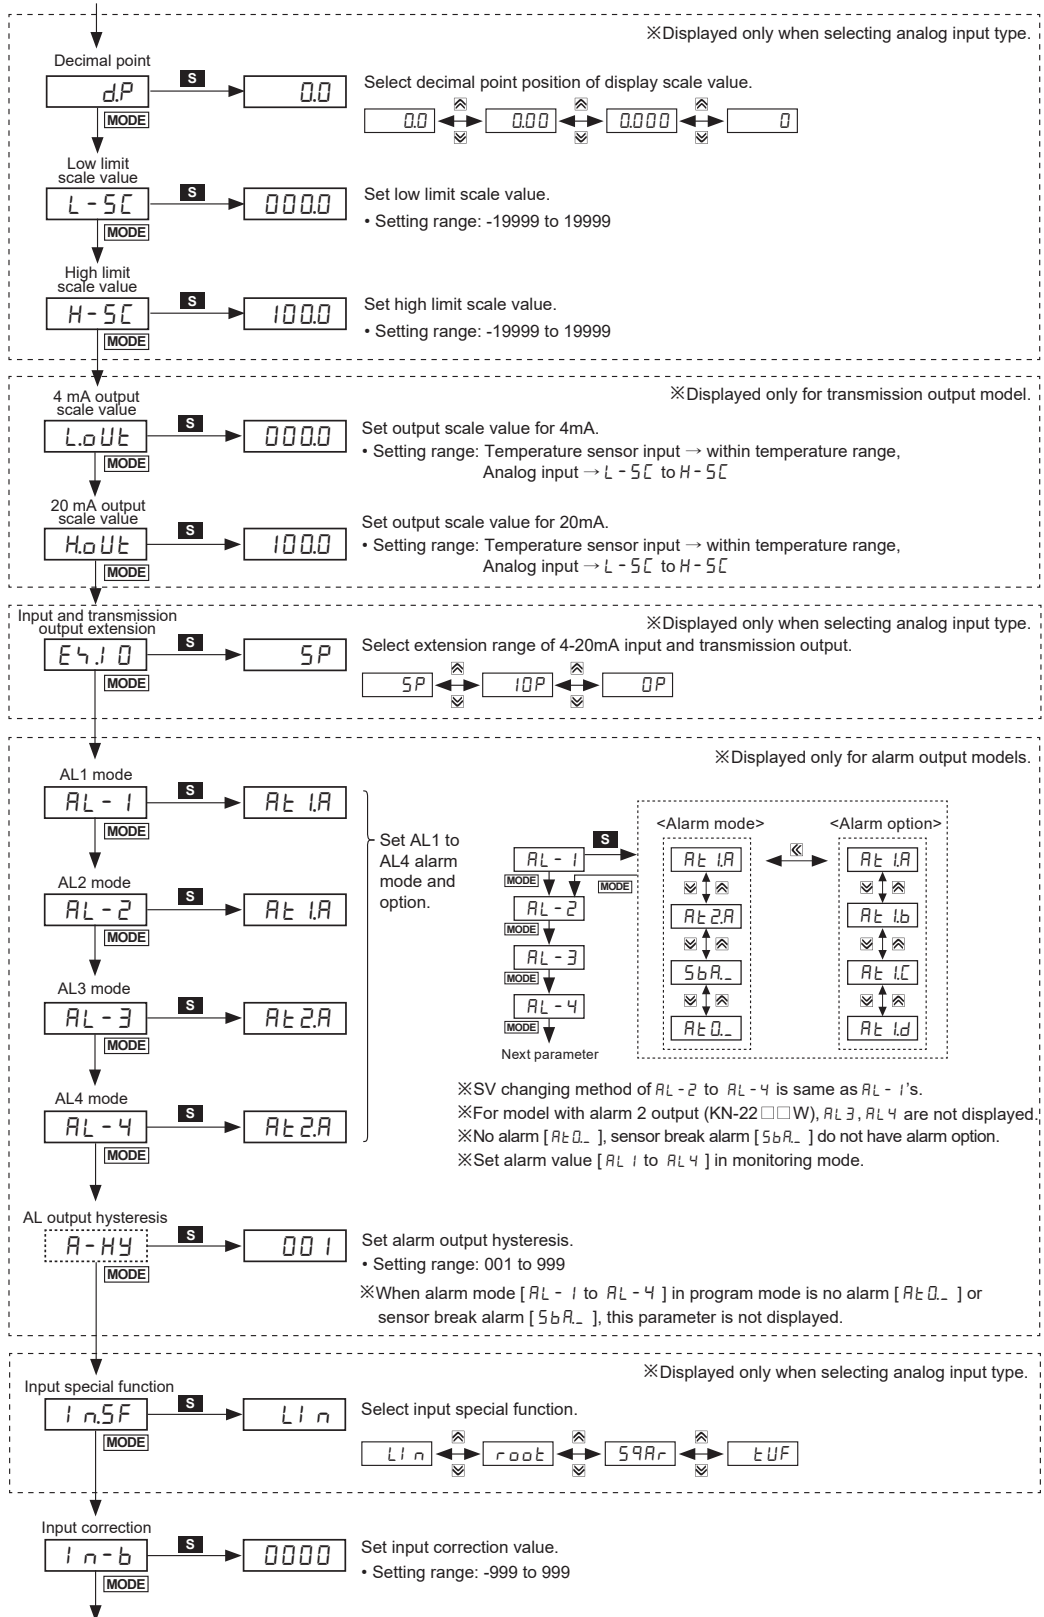 ※Displayed only when selecting analog input type.
Decimal point
d.P S 0.0
MODE
Select decimal point position of display scale value.
0.0 0.00 0.000 0
Low limit
scale value
L-SC S 000.0
MODE
Set low limit scale value.
• Setting range: -19999 to 19999
High limit
scale value
H-SC S 100.0
MODE
Set high limit scale value.
• Setting range: -19999 to 19999
※Displayed only for transmission output model.
4 mA output
scale value
L.oUt S 000.0
MODE
Set output scale value for 4mA.
• Setting range: Temperature sensor input → within temperature range,
Analog input → L-SC to H-SC
20 mA output
scale value
H.oUt S 100.0
MODE
Set output scale value for 20mA.
• Setting range: Temperature sensor input → within temperature range,
Analog input → L-SC to H-SC
※Displayed only when selecting analog input type.
Input and transmission
output extension
E4.I0 S 5P
MODE
Select extension range of 4-20mA input and transmission output.
5P 10P 0P
※Displayed only for alarm output models.
AL1 mode
AL-1 S At1.A
MODE
AL2 mode
AL-2 S At1.A
MODE
AL3 mode
AL-3 S At2.A
MODE
AL4 mode
AL-4 S At2.A
MODE
Set AL1 to
AL4 alarm
mode and
option.
AL-1 S
MODE MODE
AL-2
MODE
AL-3
MODE
AL-4
MODE
Next parameter
<Alarm mode> <Alarm option>
At1.A At1.A
At2.A At1.b
SbA._ At1.C
At0._ At1.d
※SV changing method of AL-2 to AL-4 is same as AL-1's.
※For model with alarm 2 output (KN-22□□W), AL3, AL4 are not displayed.
※No alarm [ At0._ ], sensor break alarm [ SbA._ ] do not have alarm option.
※Set alarm value [ AL1 to AL4 ] in monitoring mode.
AL output hysteresis
A-HY S 001
MODE
Set alarm output hysteresis.
• Setting range: 001 to 999
※When alarm mode [ AL-1 to AL-4 ] in program mode is no alarm [ At0._ ] or
sensor break alarm [ SbA._ ], this parameter is not displayed.
※Displayed only when selecting analog input type.
Input special function
In.SF S LIn
MODE
Select input special function.
LIn root SqAr tUF
Input correction
In-b S 0000
MODE
Set input correction value.
• Setting range: -999 to 999